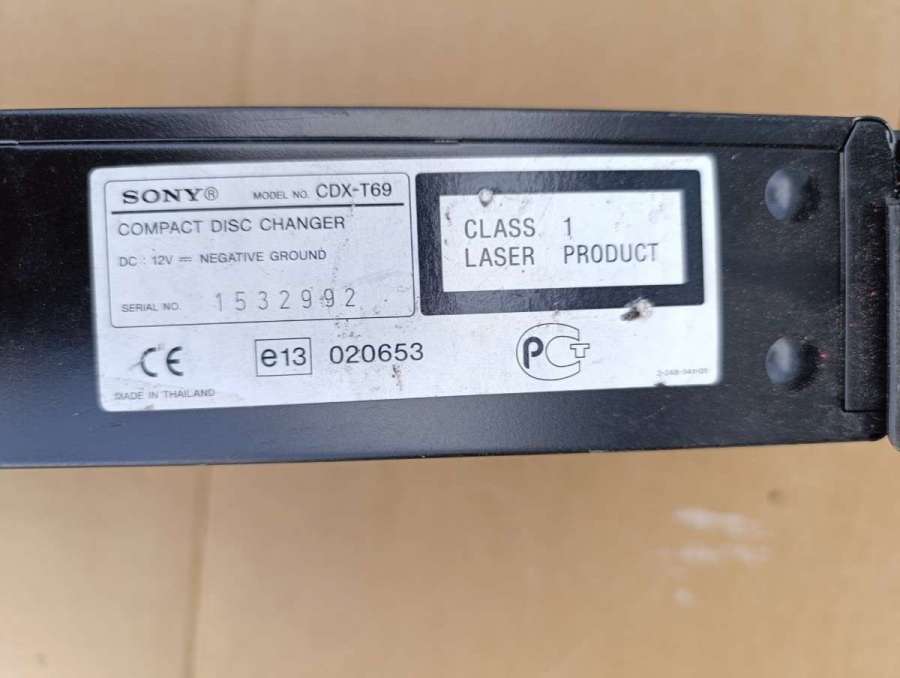 SONY® MODEL NO. CDX-T69
COMPACT DISC CHANGER
DC : 12V ⎓ NEGATIVE GROUND
SERIAL NO. 1532992
CLASS 1
LASER PRODUCT
CE e13 020653 PCT
MADE IN THAILAND